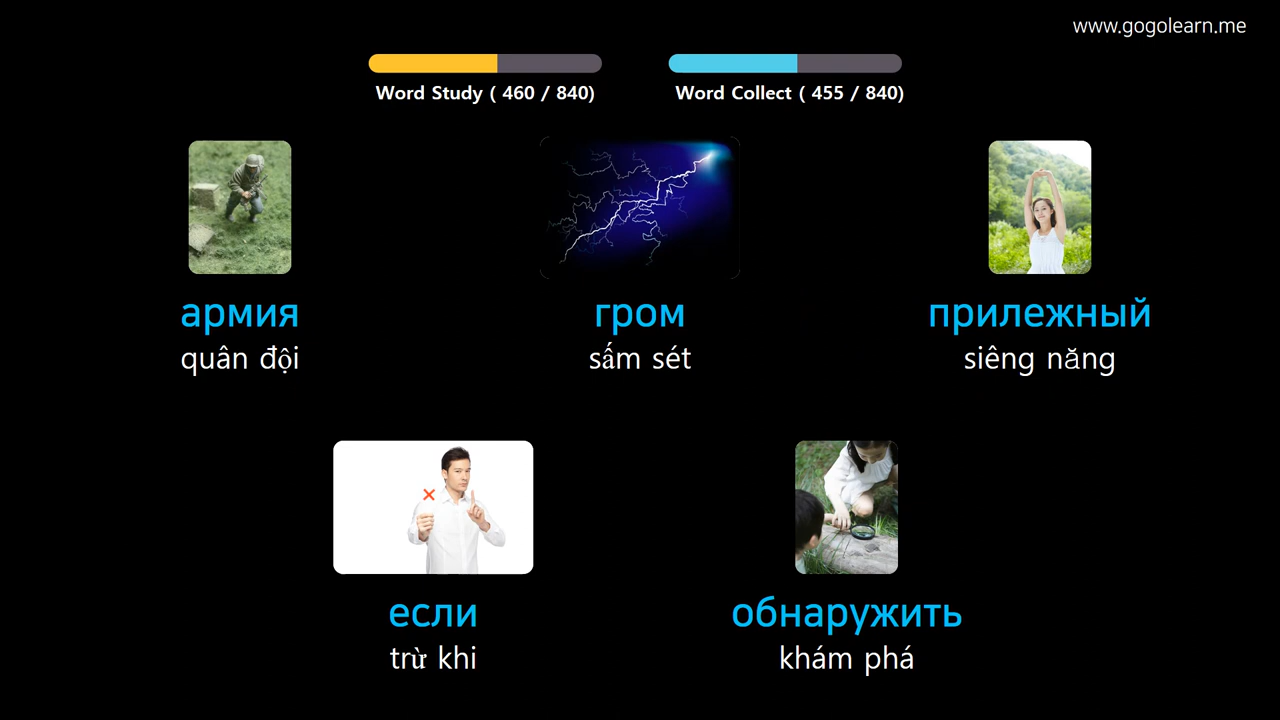 www.gogolearn.me
Word Study ( 460 / 840)
Word Collect ( 455 / 840)
армия
quân đội
гром
sấm sét
прилежный
siêng năng
если
trừ khi
обнаружить
khám phá